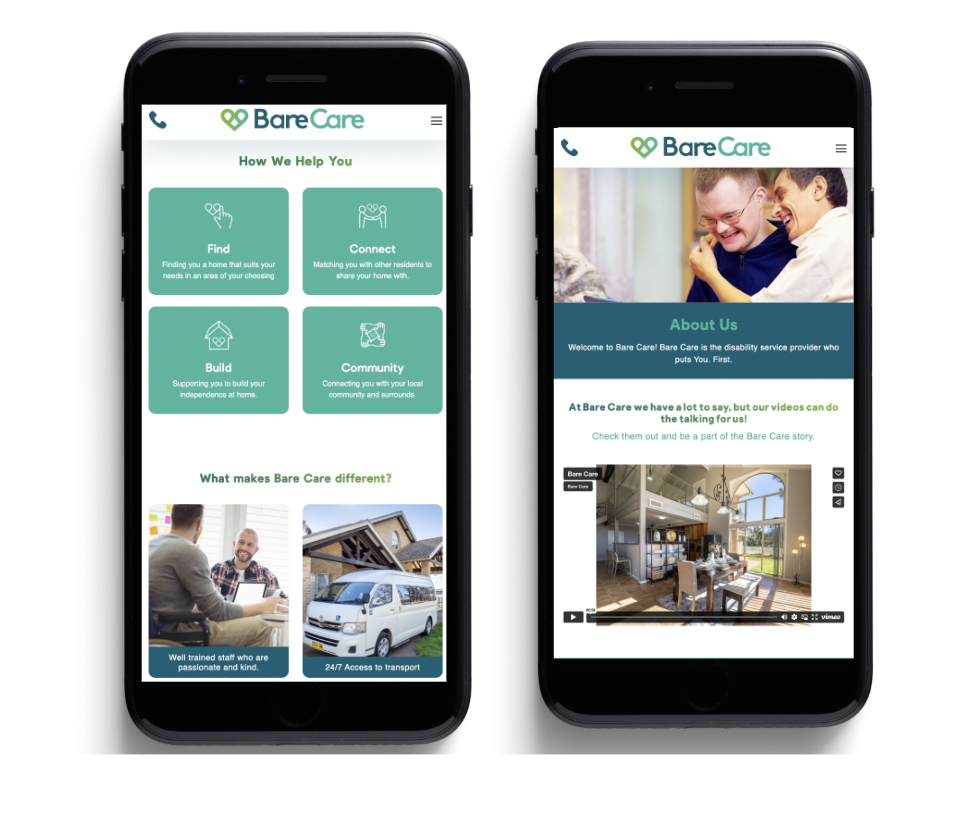 BareCare
How We Help You
Find
Finding you a home that suits your
needs in an area of your choosing
Connect
Matching you with other residents to
share your home with.
Build
Supporting you to build your
independence at home.
Community
Connecting you with your local
community and surrounds.
What makes Bare Care different?
Well trained staff who are
passionate and kind.
24/7 Access to transport
BareCare
About Us
Welcome to Bare Care! Bare Care is the disability service provider who
puts You. First.
At Bare Care we have a lot to say, but our videos can do
the talking for us!
Check them out and be a part of the Bare Care story.
Bare Care
Bare Care
vimeo